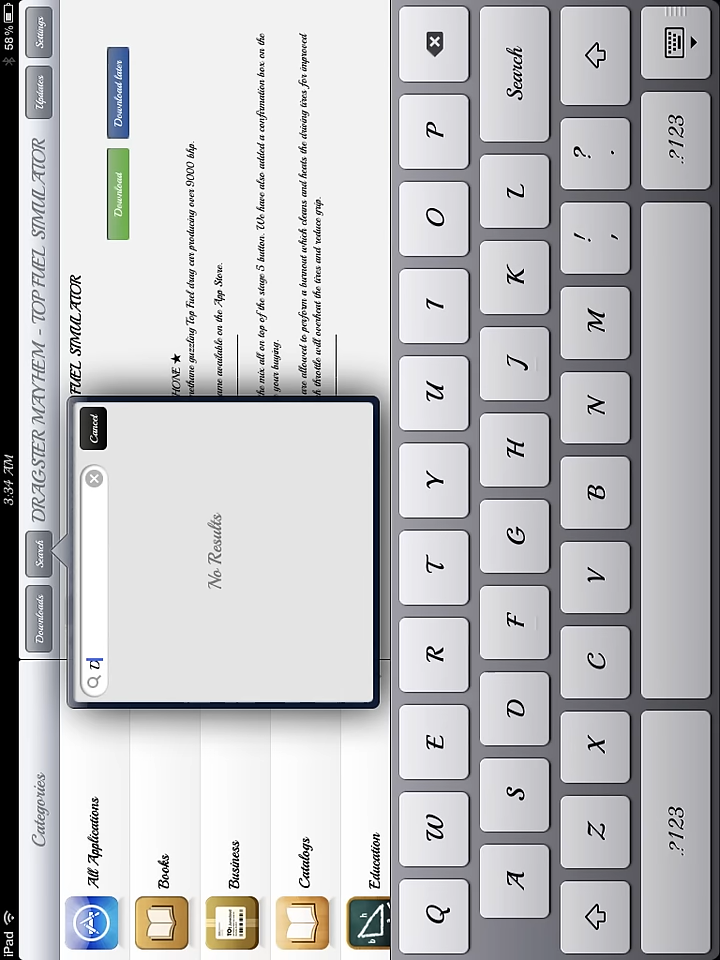 iPad
3:34 AM
58%
Categories
Downloads
Search
DRAGSTER MAYHEM - TOP FUEL SIMULATOR
Updates
Settings
All Applications
Books
Business
Catalogs
Education
Cancel
No Results
FUEL SIMULATOR
Download
Download later
HONE ★
methane guzzling Top Fuel drag car producing over 9000 bhp.
ame available on the App Store.
the mix all on top of the stage 5 button. We have also added a confirmation box on the
your buying.
are allowed to perform a burnout which cleans and heats the driving tires for improved
h throttle will overheat the tires and reduce grip.
Q W E R T Y U I O P
A S D F G H J K L Search
Z X C V B N M ! , ? .
.?123 .?123